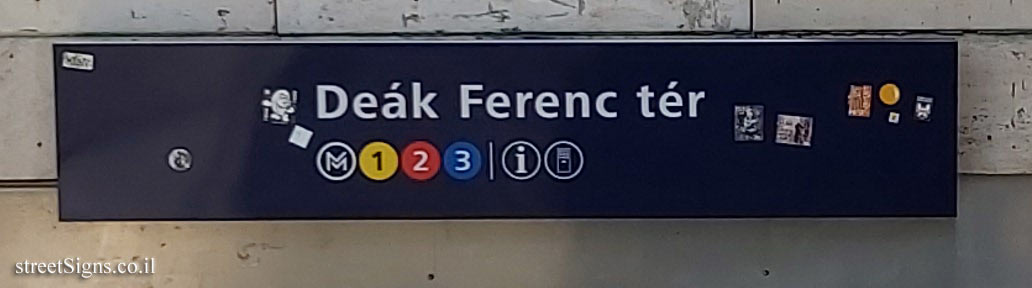 Deák Ferenc tér
M 1 2 3 | i
streetSigns.co.il